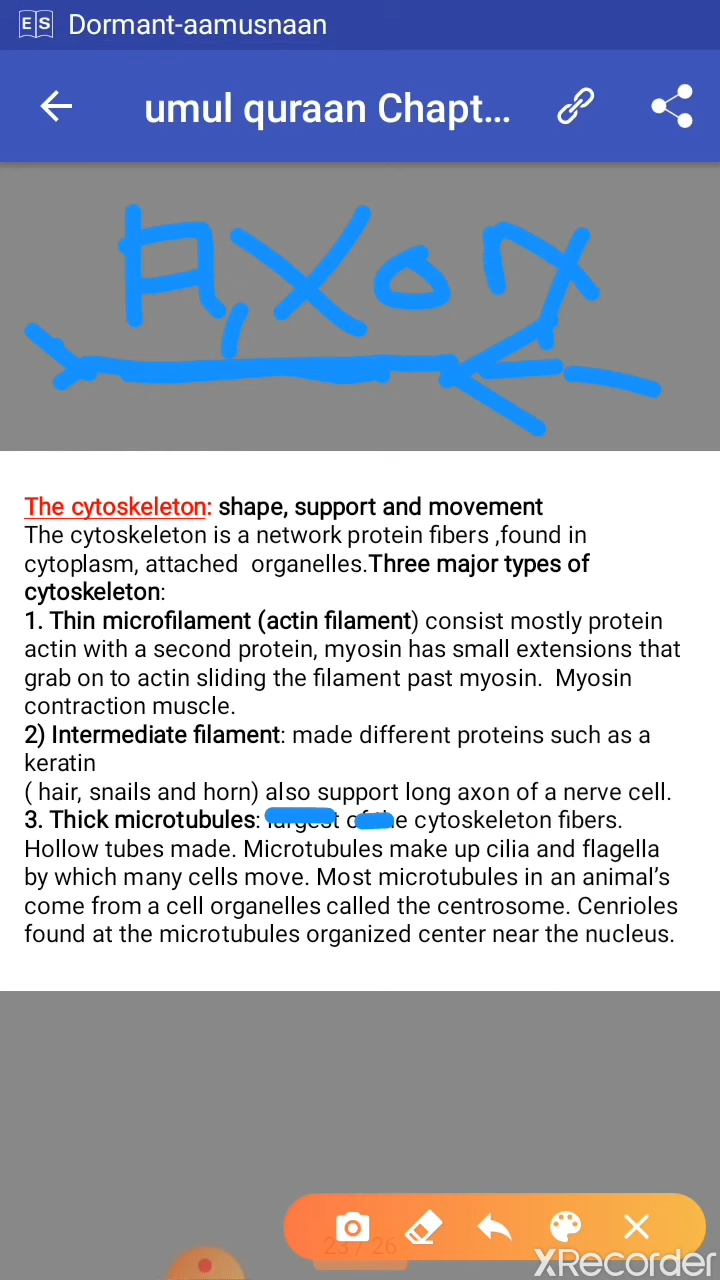 ES Dormant-aamusnaan
umul quraan Chapt...
AXON
The cytoskeleton: shape, support and movement
The cytoskeleton is a network protein fibers ,found in
cytoplasm, attached organelles.Three major types of
cytoskeleton:
1. Thin microfilament (actin filament) consist mostly protein
actin with a second protein, myosin has small extensions that
grab on to actin sliding the filament past myosin. Myosin
contraction muscle.
2) Intermediate filament: made different proteins such as a
keratin
( hair, snails and horn) also support long axon of a nerve cell.
3. Thick microtubules: largest of the cytoskeleton fibers.
Hollow tubes made. Microtubules make up cilia and flagella
by which many cells move. Most microtubules in an animal's
come from a cell organelles called the centrosome. Cenrioles
found at the microtubules organized center near the nucleus.
23 / 26
XRecorder